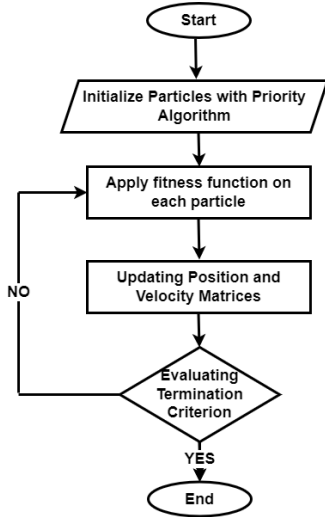 Start
Initialize Particles with Priority
Algorithm
Apply fitness function on
each particle
Updating Position and
Velocity Matrices
NO
Evaluating
Termination
Criterion
YES
End